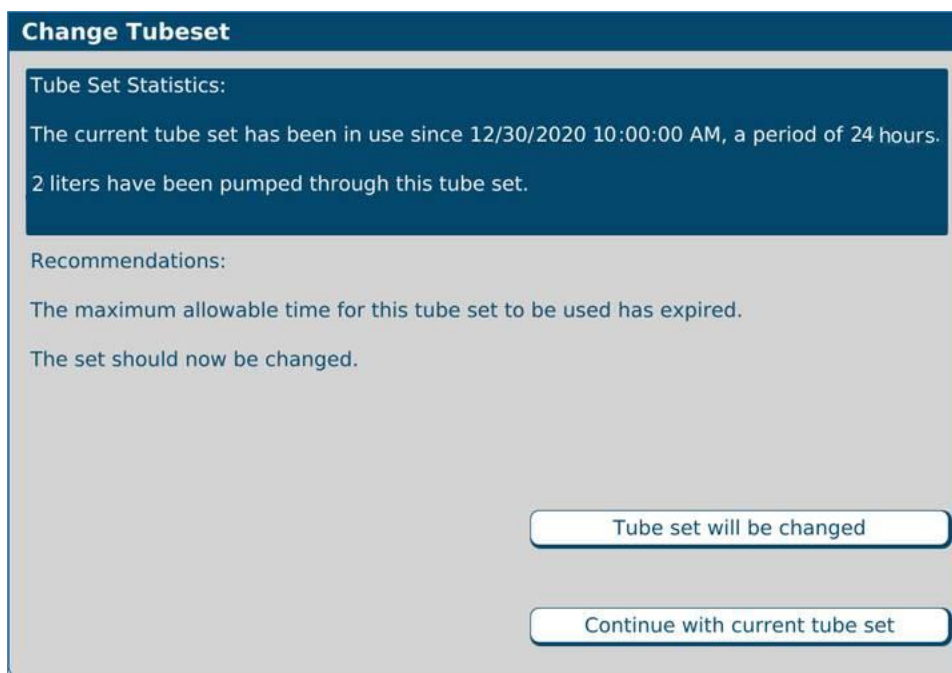 Change Tubeset
Tube Set Statistics:
The current tube set has been in use since 12/30/2020 10:00:00 AM, a period of 24 hours.
2 liters have been pumped through this tube set.
Recommendations:
The maximum allowable time for this tube set to be used has expired.
The set should now be changed.
Tube set will be changed
Continue with current tube set